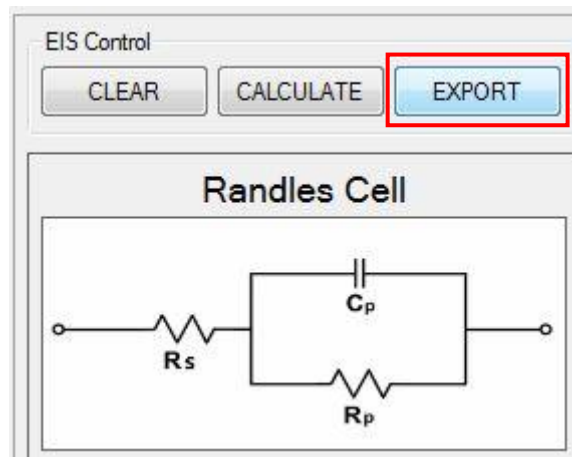 EIS Control
CLEAR CALCULATE EXPORT
Randles Cell
Cp
Rs
Rp